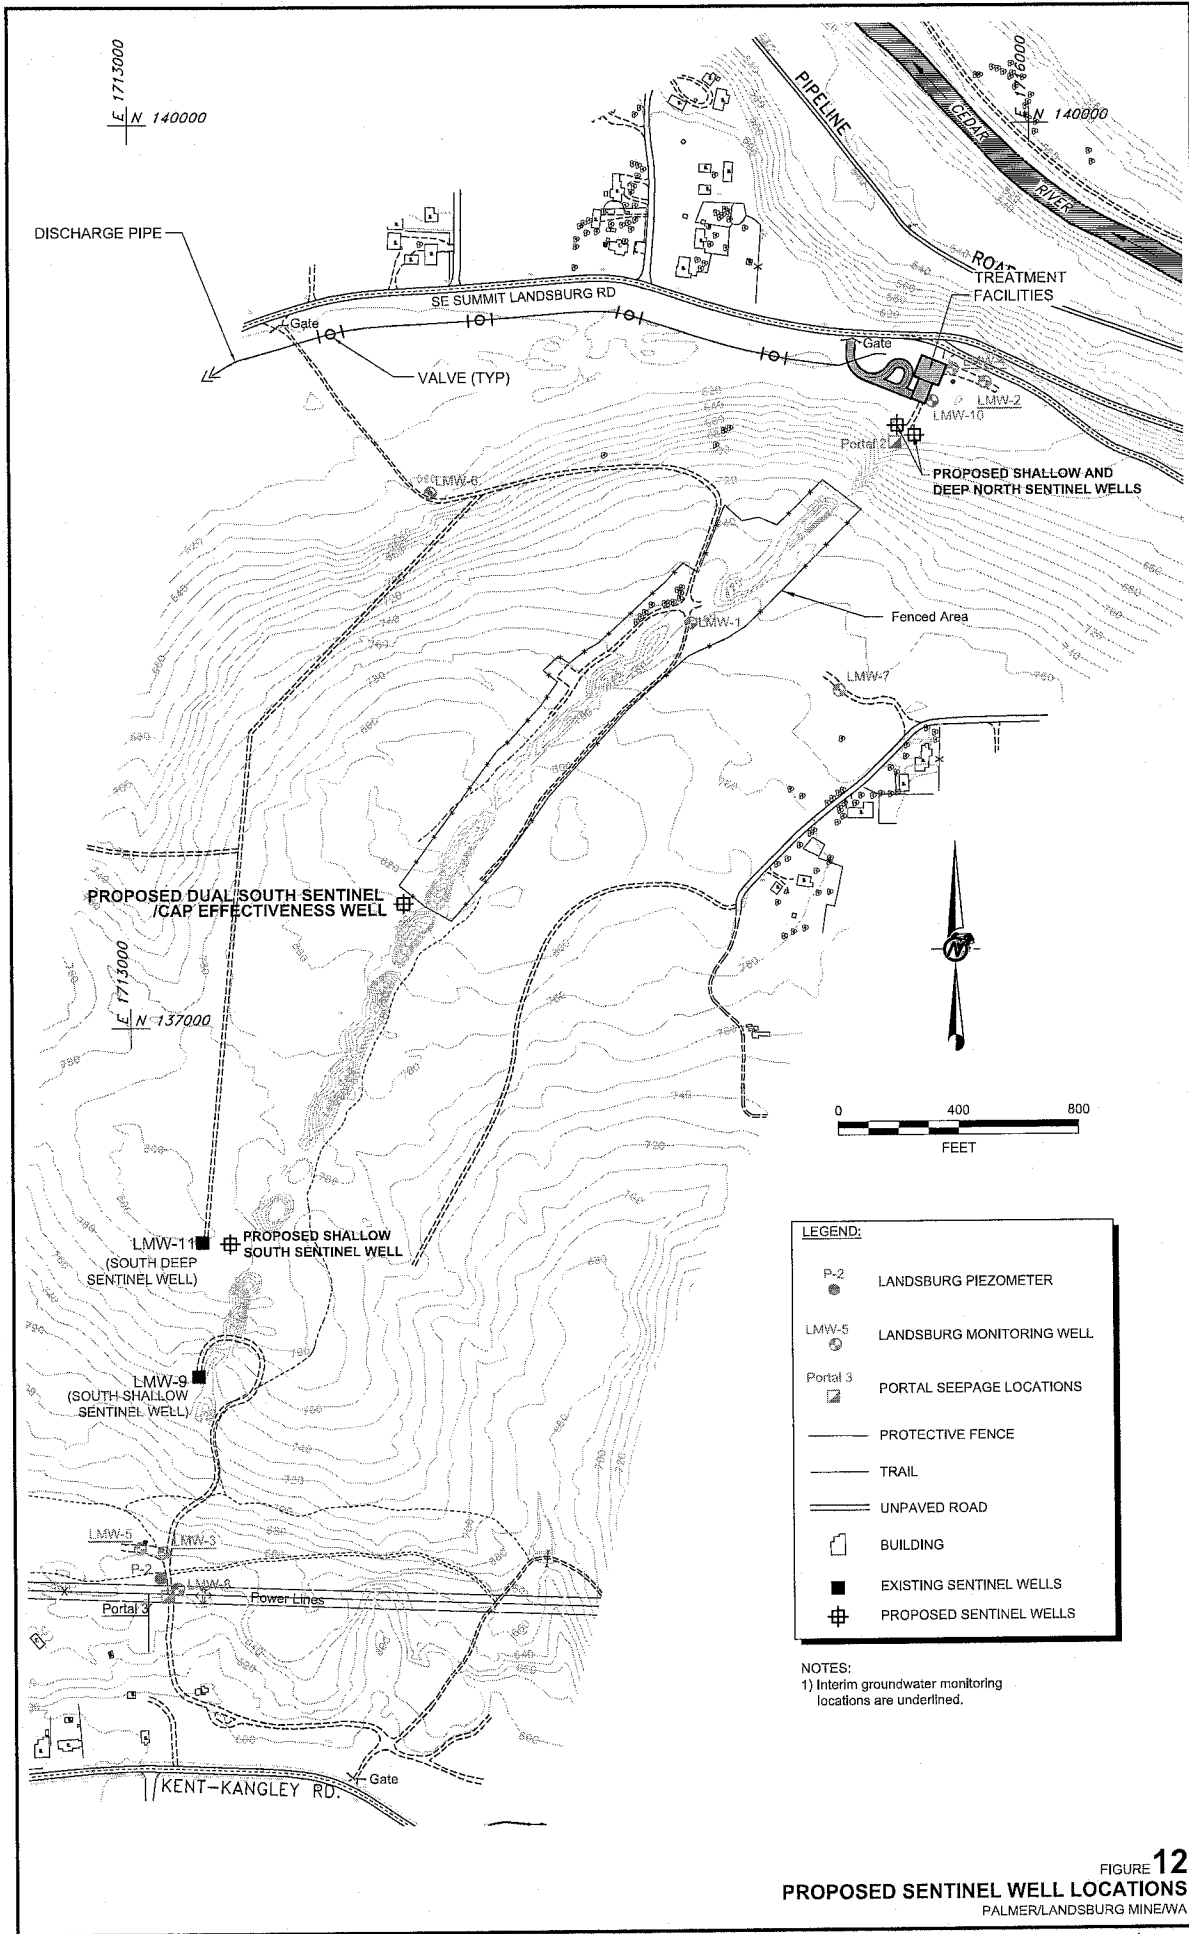 E 1713000
N 140000
E 1716000
N 140000
PIPELINE
ROAD
CEDAR
RIVER
DISCHARGE PIPE
SE SUMMIT LANDSBURG RD
TREATMENT
FACILITIES
Gate
VALVE (TYP)
Gate
LMW-2
LMW-10
Portal 2
PROPOSED SHALLOW AND
DEEP NORTH SENTINEL WELLS
LMW-6
Fenced Area
LMW-1
LMW-7
PROPOSED DUAL SOUTH SENTINEL
/CAP EFFECTIVENESS WELL
E 1713000
N 137000
N
0 400 800
FEET
LMW-11
(SOUTH DEEP
SENTINEL WELL)
PROPOSED SHALLOW
SOUTH SENTINEL WELL
LMW-9
(SOUTH SHALLOW
SENTINEL WELL)
LMW-5
LMW-3
P-2
LMW-8
Portal 3
Power Lines
KENT-KANGLEY RD.
Gate
LEGEND:
P-2 LANDSBURG PIEZOMETER
LMW-5 LANDSBURG MONITORING WELL
Portal 3 PORTAL SEEPAGE LOCATIONS
PROTECTIVE FENCE
TRAIL
UNPAVED ROAD
BUILDING
EXISTING SENTINEL WELLS
PROPOSED SENTINEL WELLS
NOTES:
1) Interim groundwater monitoring
locations are underlined.
FIGURE 12
PROPOSED SENTINEL WELL LOCATIONS
PALMER/LANDSBURG MINE/WA